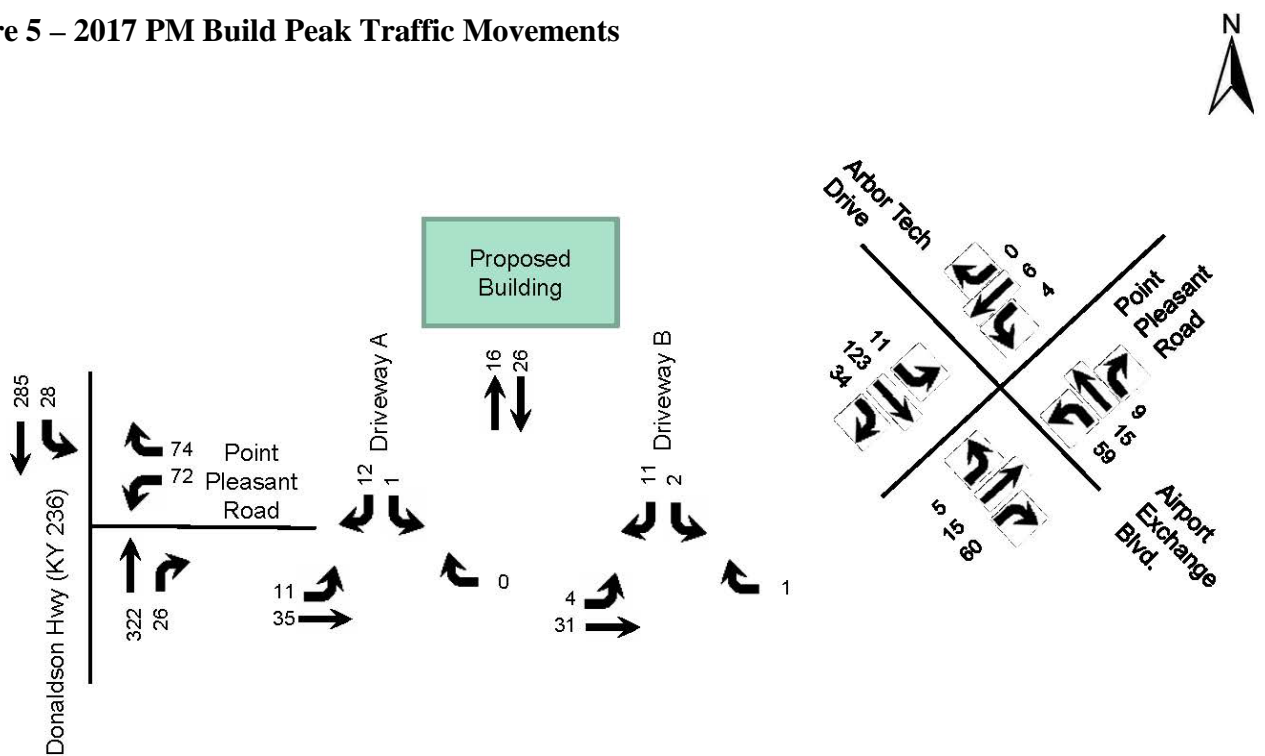 re 5 – 2017 PM Build Peak Traffic Movements
N
Arbor Tech
Drive
0
6
4
Point
Pleasant
Road
Proposed
Building
11
123
34
9
15
59
5
15
60
Airport
Exchange
Blvd.
285
28
74
72
Point
Pleasant
Road
Donaldson Hwy (KY 236)
322
26
Driveway A
12
1
11
35
0
16
26
Driveway B
11
2
4
31
1